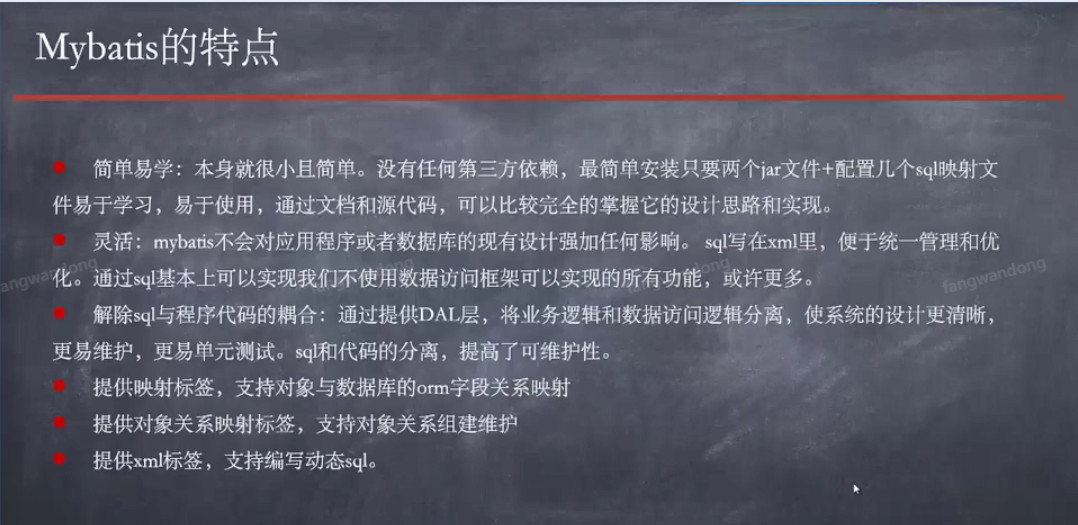 Mybatis的特点
● 简单易学：本身就很小且简单。没有任何第三方依赖，最简单安装只要两个jar文件+配置几个sql映射文
件易于学习，易于使用，通过文档和源代码，可以比较完全的掌握它的设计思路和实现。
● 灵活：mybatis不会对应用程序或者数据库的现有设计强加任何影响。 sql写在xml里，便于统一管理和优
化。通过sql基本上可以实现我们不使用数据访问框架可以实现的所有功能，或许更多。
● 解除sql与程序代码的耦合：通过提供DAL层，将业务逻辑和数据访问逻辑分离，使系统的设计更清晰，
更易维护，更易单元测试。sql和代码的分离，提高了可维护性。
● 提供映射标签，支持对象与数据库的orm字段关系映射
● 提供对象关系映射标签，支持对象关系组建维护
● 提供xml标签，支持编写动态sql。
angwandong
fangwandong